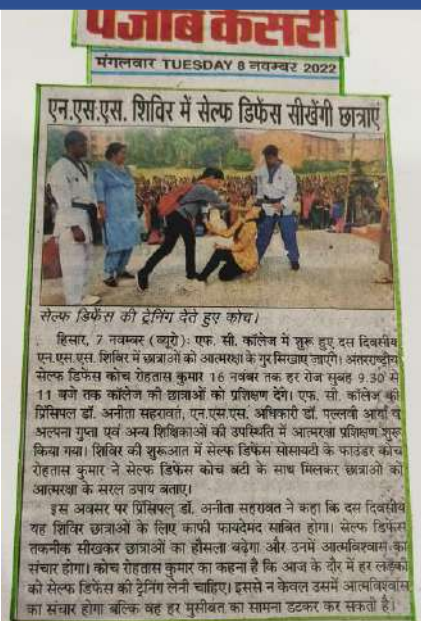 पंजाब केसरी
मंगलवार TUESDAY 8 नवम्बर 2022
एन.एस.एस. शिविर में सेल्फ डिफेंस सीखेंगी छात्राएं
सेल्फ डिफेंस की ट्रेनिंग देते हुए कोच।
हिसार, 7 नवम्बर (ब्यूरो): एफ. सी. कॉलेज में शुरू हुए दस दिवसीय
एन.एस.एस. शिविर में छात्राओं को आत्मरक्षा के गुर सिखाए जाएंगे। अंतरराष्ट्रीय
सेल्फ डिफेंस कोच रोहतास कुमार 16 नवंबर तक हर रोज सुबह 9.30 से
11 बजे तक कॉलेज की छात्राओं को प्रशिक्षण देंगे। एफ. सी. कॉलेज की
प्रिंसिपल डॉ. अनीता सहरावत, एन.एस.एस. अधिकारी डॉ. पल्लवी आर्या व
अल्पना गुप्ता एवं अन्य शिक्षिकाओं की उपस्थिति में आत्मरक्षा प्रशिक्षण शुरू
किया गया। शिविर की शुरूआत में सेल्फ डिफेंस सोसायटी के फाउंडर कोच
रोहतास कुमार ने सेल्फ डिफेंस कोच बंटी के साथ मिलकर छात्राओं को
आत्मरक्षा के सरल उपाय बताए।
इस अवसर पर प्रिंसिपल डॉ. अनीता सहरावत ने कहा कि दस दिवसीय
यह शिविर छात्राओं के लिए काफी फायदेमंद साबित होगा। सेल्फ डिफेंस
तकनीक सीखकर छात्राओं का हौसला बढ़ेगा और उनमें आत्मविश्वास का
संचार होगा। कोच रोहतास कुमार का कहना है कि आज के दौर में हर लड़की
को सेल्फ डिफेंस की ट्रेनिंग लेनी चाहिए। इससे न केवल उसमें आत्मविश्वास
का संचार होगा बल्कि वह हर मुसीबत का सामना डटकर कर सकती है।